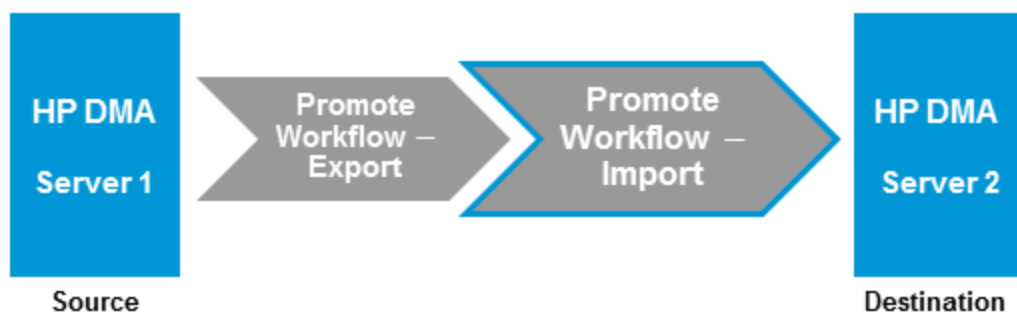 HP DMA
Server 1
Source
Promote
Workflow –
Export
Promote
Workflow –
Import
HP DMA
Server 2
Destination